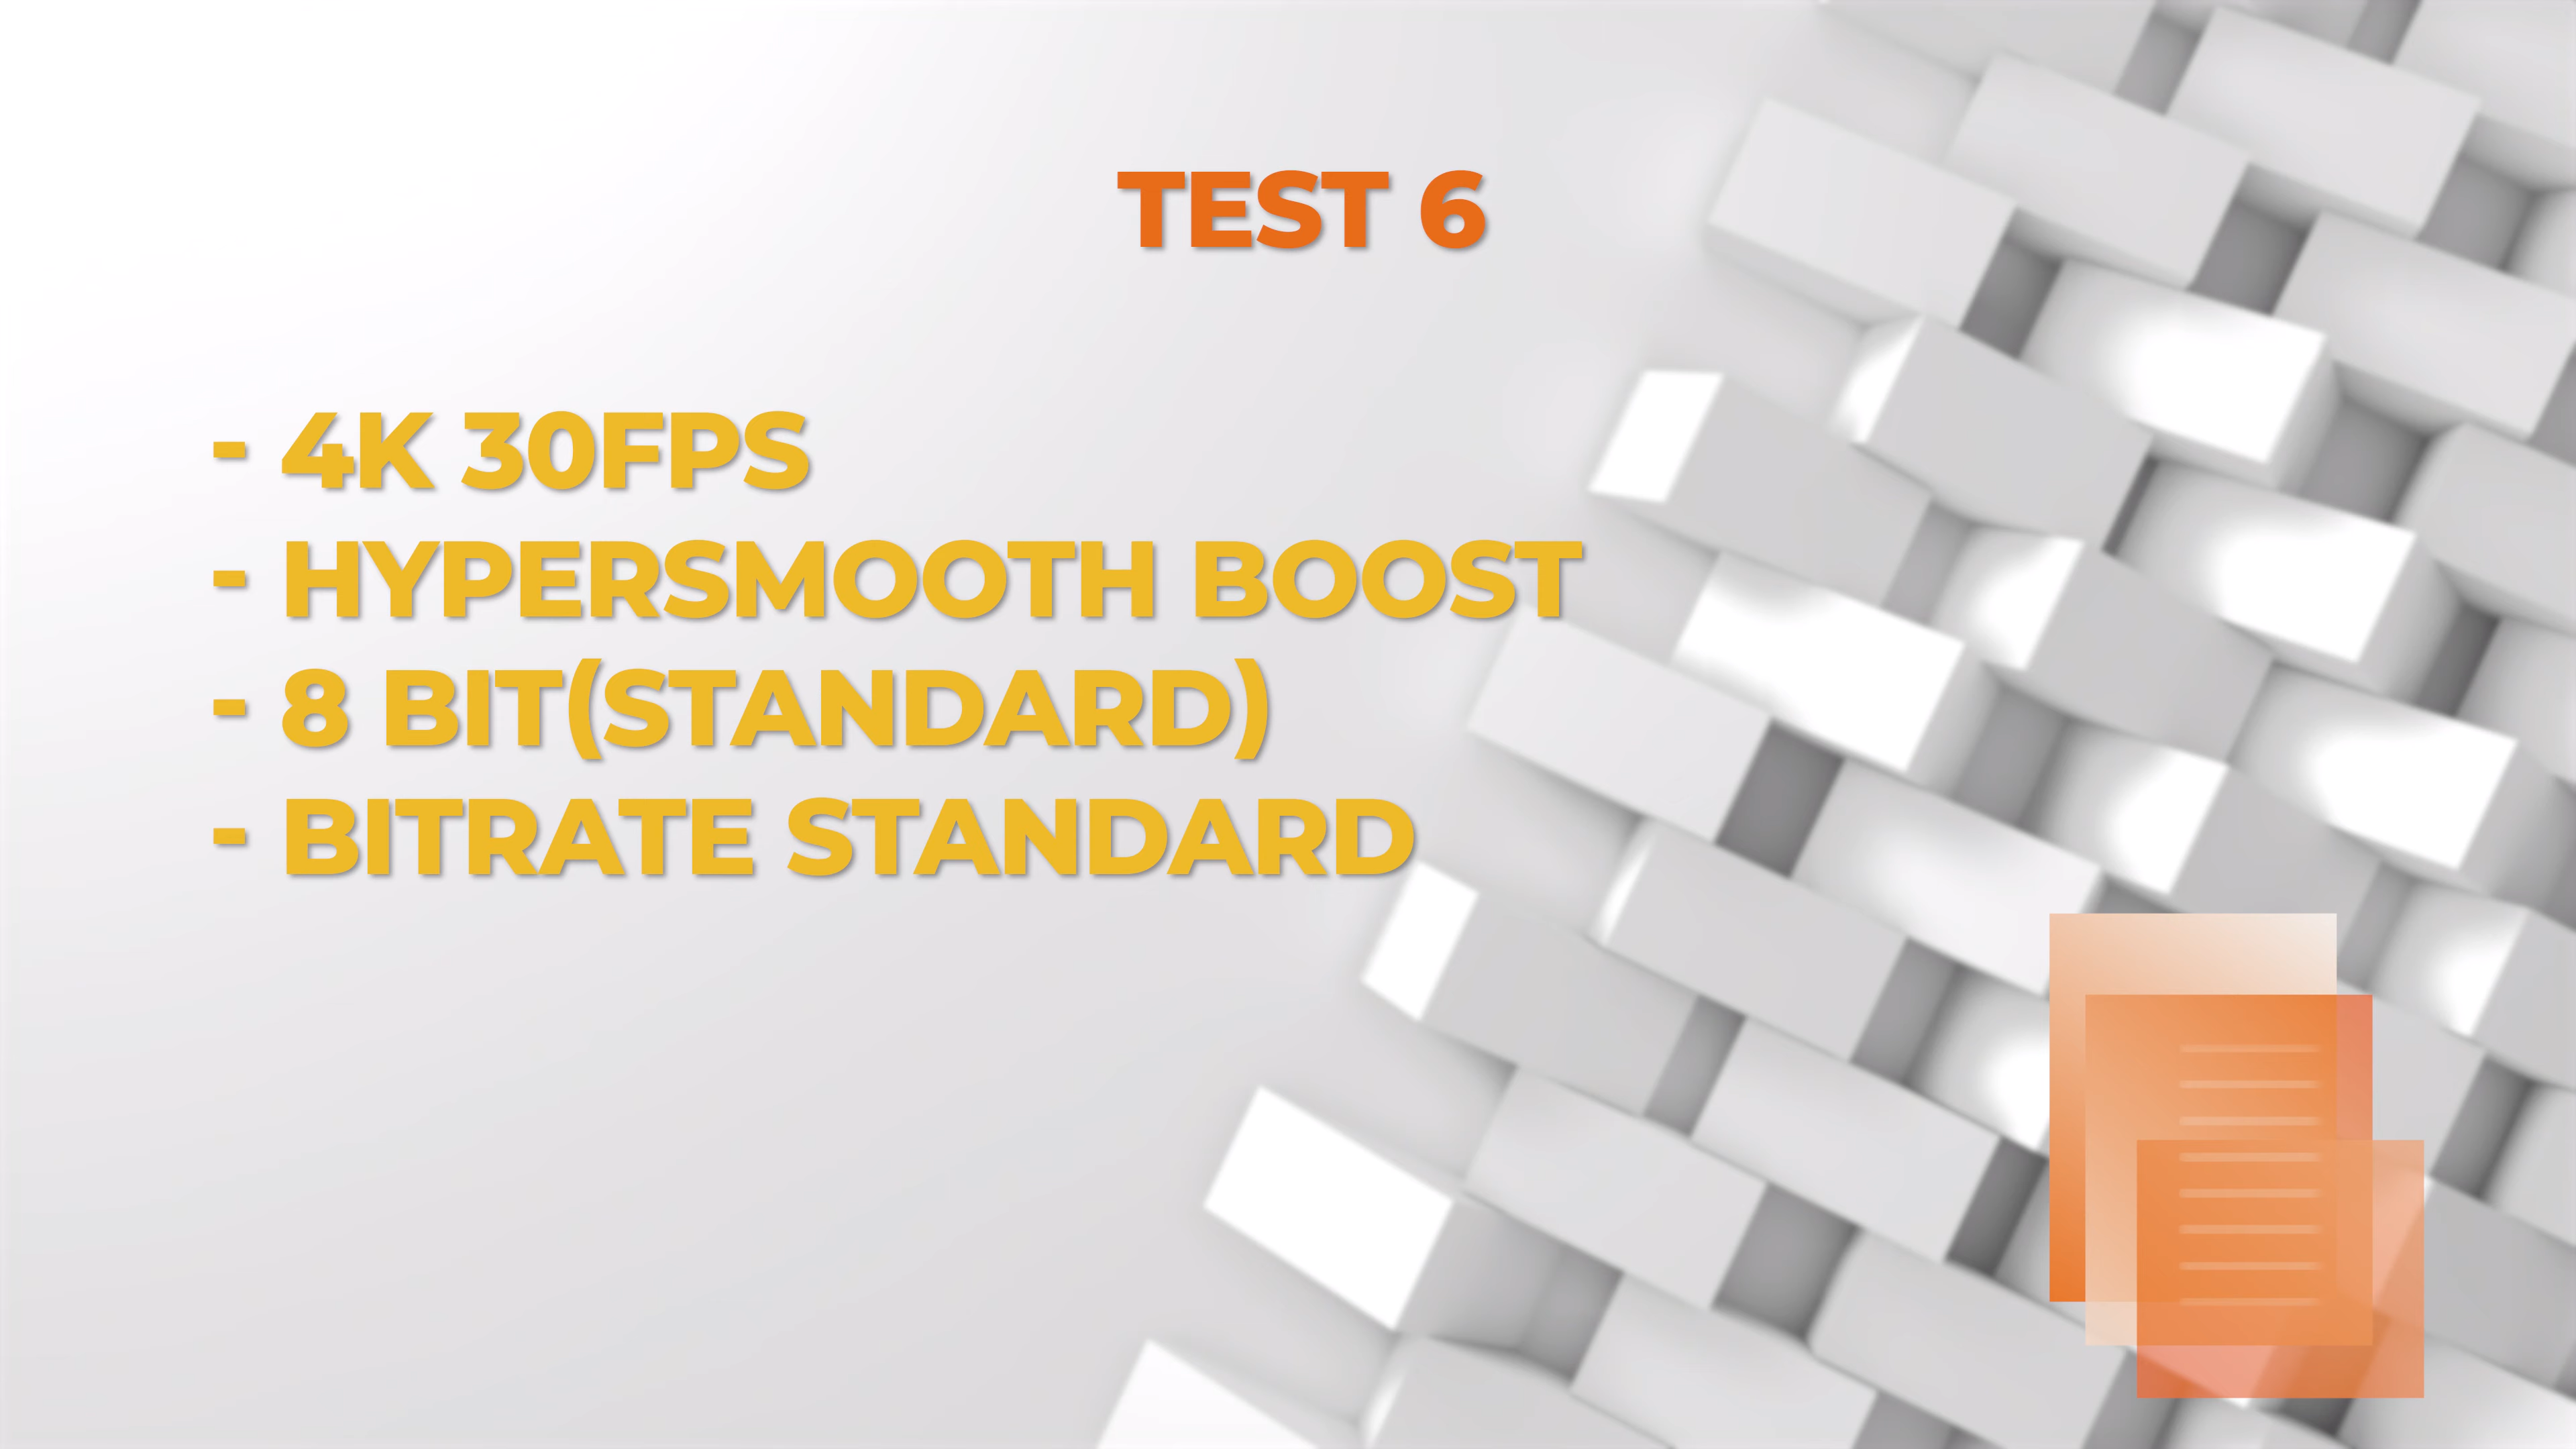 TEST 6
- 4K 30FPS
- HYPERSMOOTH BOOST
- 8 BIT(STANDARD)
- BITRATE STANDARD